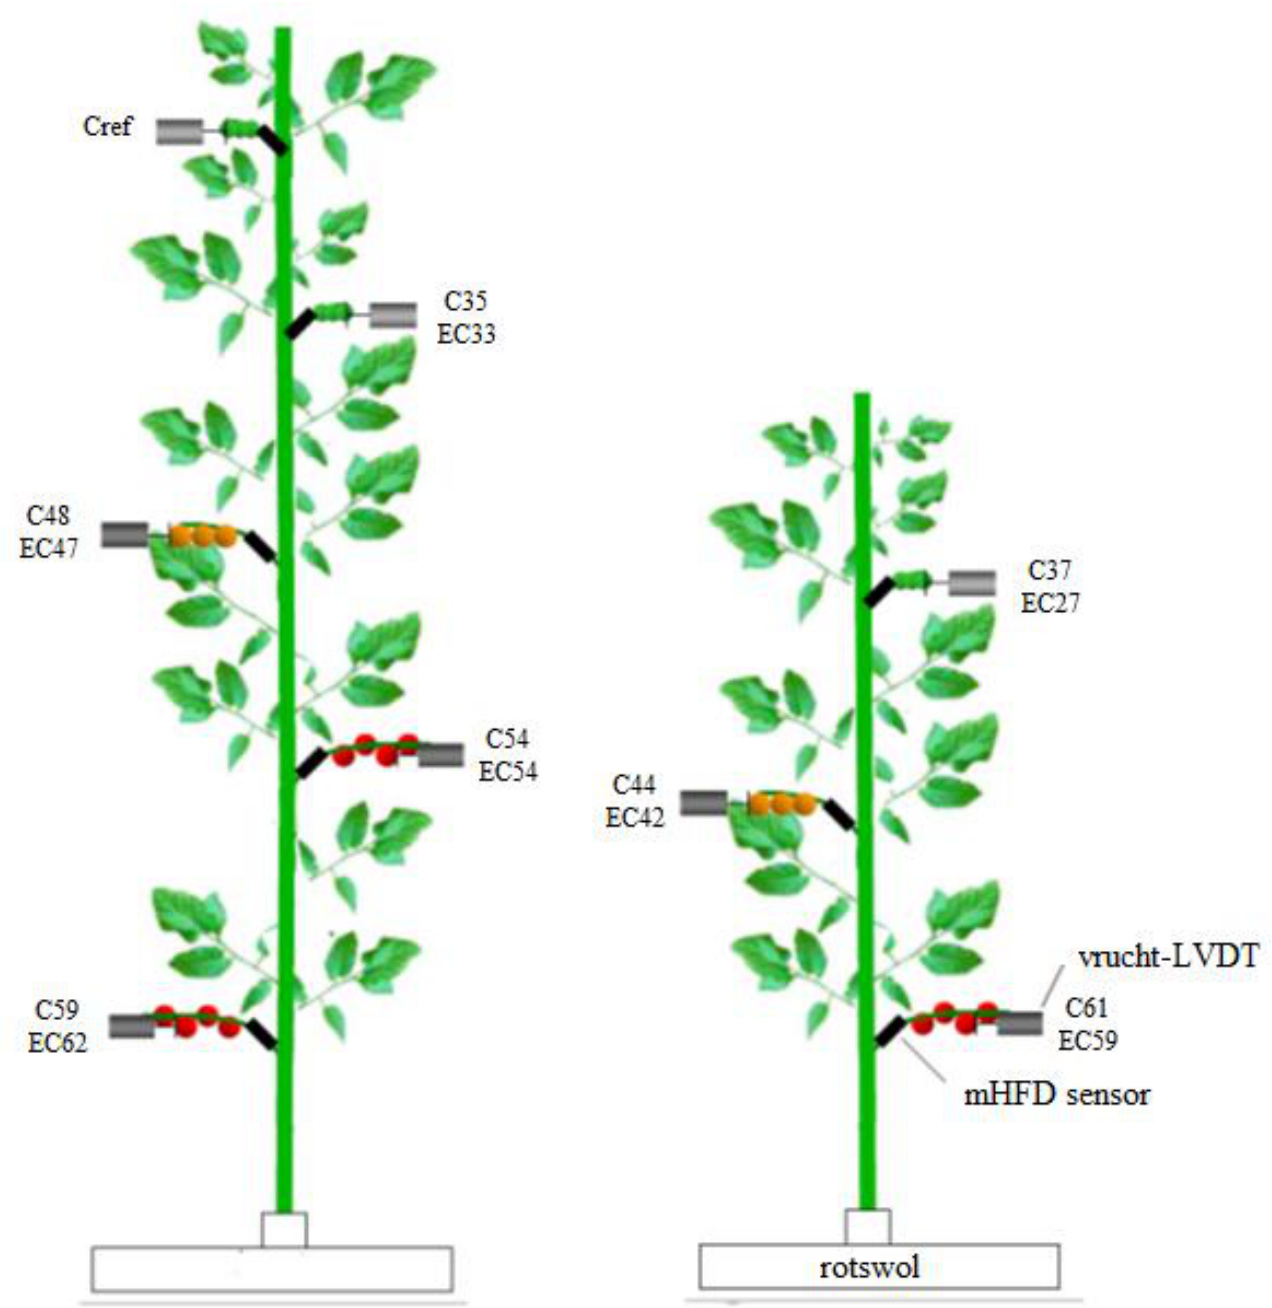 Cref
C35
EC33
C48
EC47
C37
EC27
C54
EC54
C44
EC42
vrucht-LVDT
C59
EC62
C61
EC59
mHFD sensor
rotswol